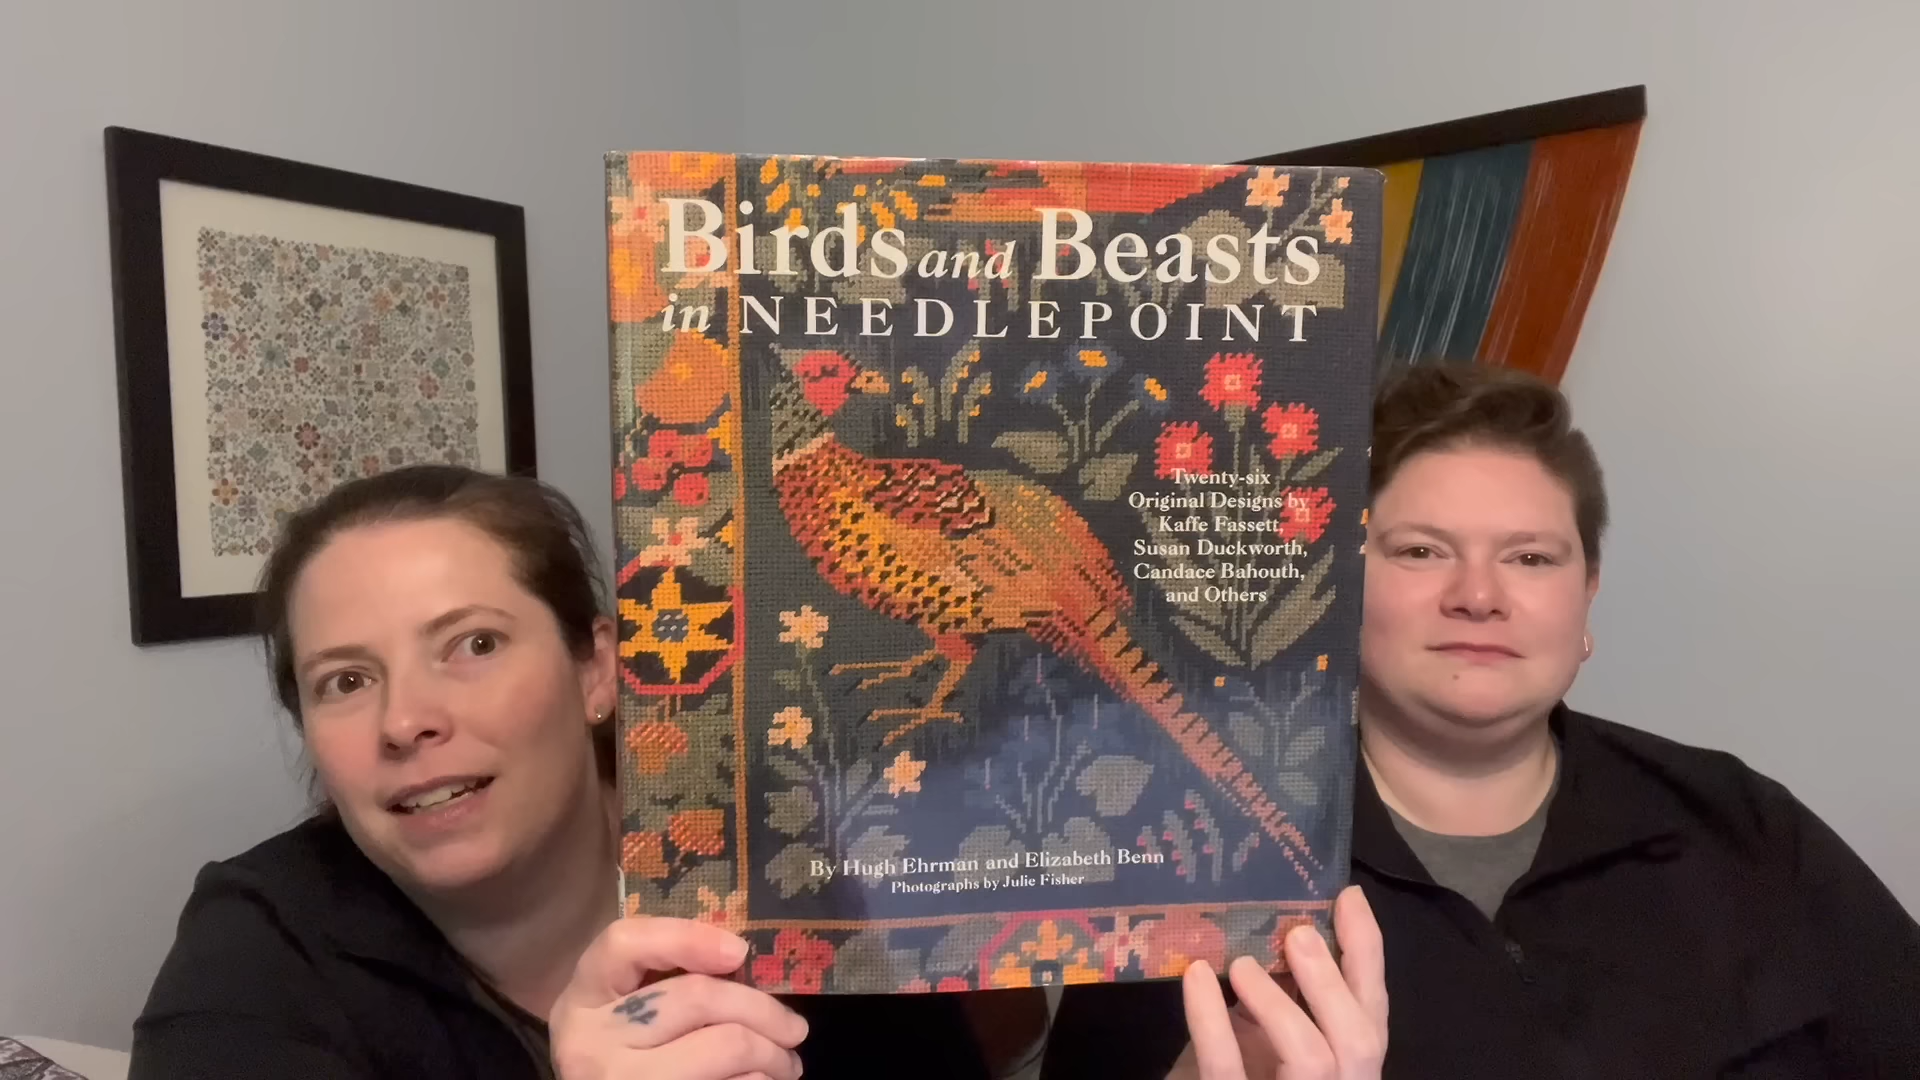 Birds and Beasts
in NEEDLEPOINT
Twenty-six
Original Designs by
Kaffe Fassett,
Susan Duckworth,
Candace Bahouth,
and Others
By Hugh Ehrman and Elizabeth Benn
Photographs by Julie Fisher